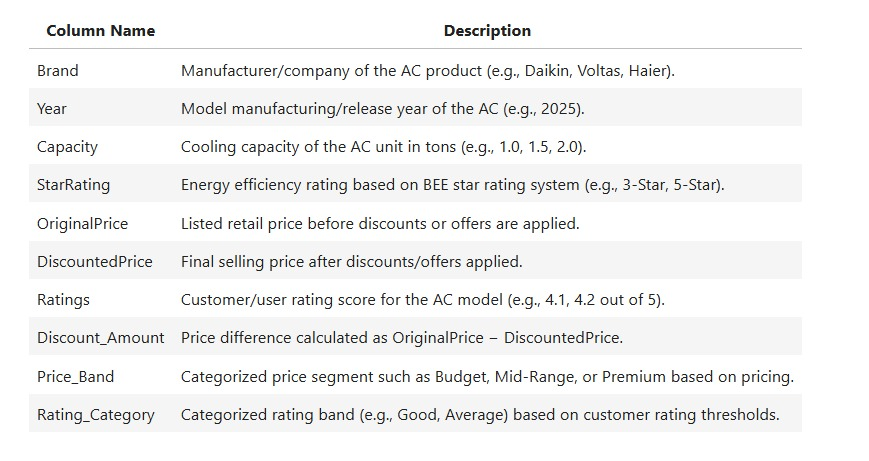 Column Name Description
Brand Manufacturer/company of the AC product (e.g., Daikin, Voltas, Haier).
Year Model manufacturing/release year of the AC (e.g., 2025).
Capacity Cooling capacity of the AC unit in tons (e.g., 1.0, 1.5, 2.0).
StarRating Energy efficiency rating based on BEE star rating system (e.g., 3-Star, 5-Star).
OriginalPrice Listed retail price before discounts or offers are applied.
DiscountedPrice Final selling price after discounts/offers applied.
Ratings Customer/user rating score for the AC model (e.g., 4.1, 4.2 out of 5).
Discount_Amount Price difference calculated as OriginalPrice − DiscountedPrice.
Price_Band Categorized price segment such as Budget, Mid-Range, or Premium based on pricing.
Rating_Category Categorized rating band (e.g., Good, Average) based on customer rating thresholds.